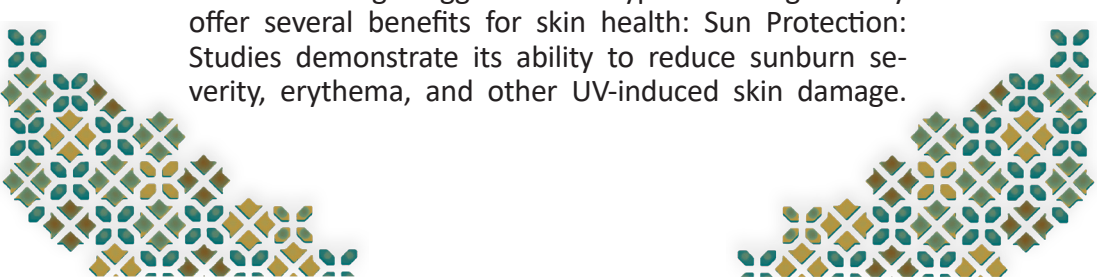 offer several benefits for skin health: Sun Protection:
Studies demonstrate its ability to reduce sunburn se-
verity, erythema, and other UV-induced skin damage.